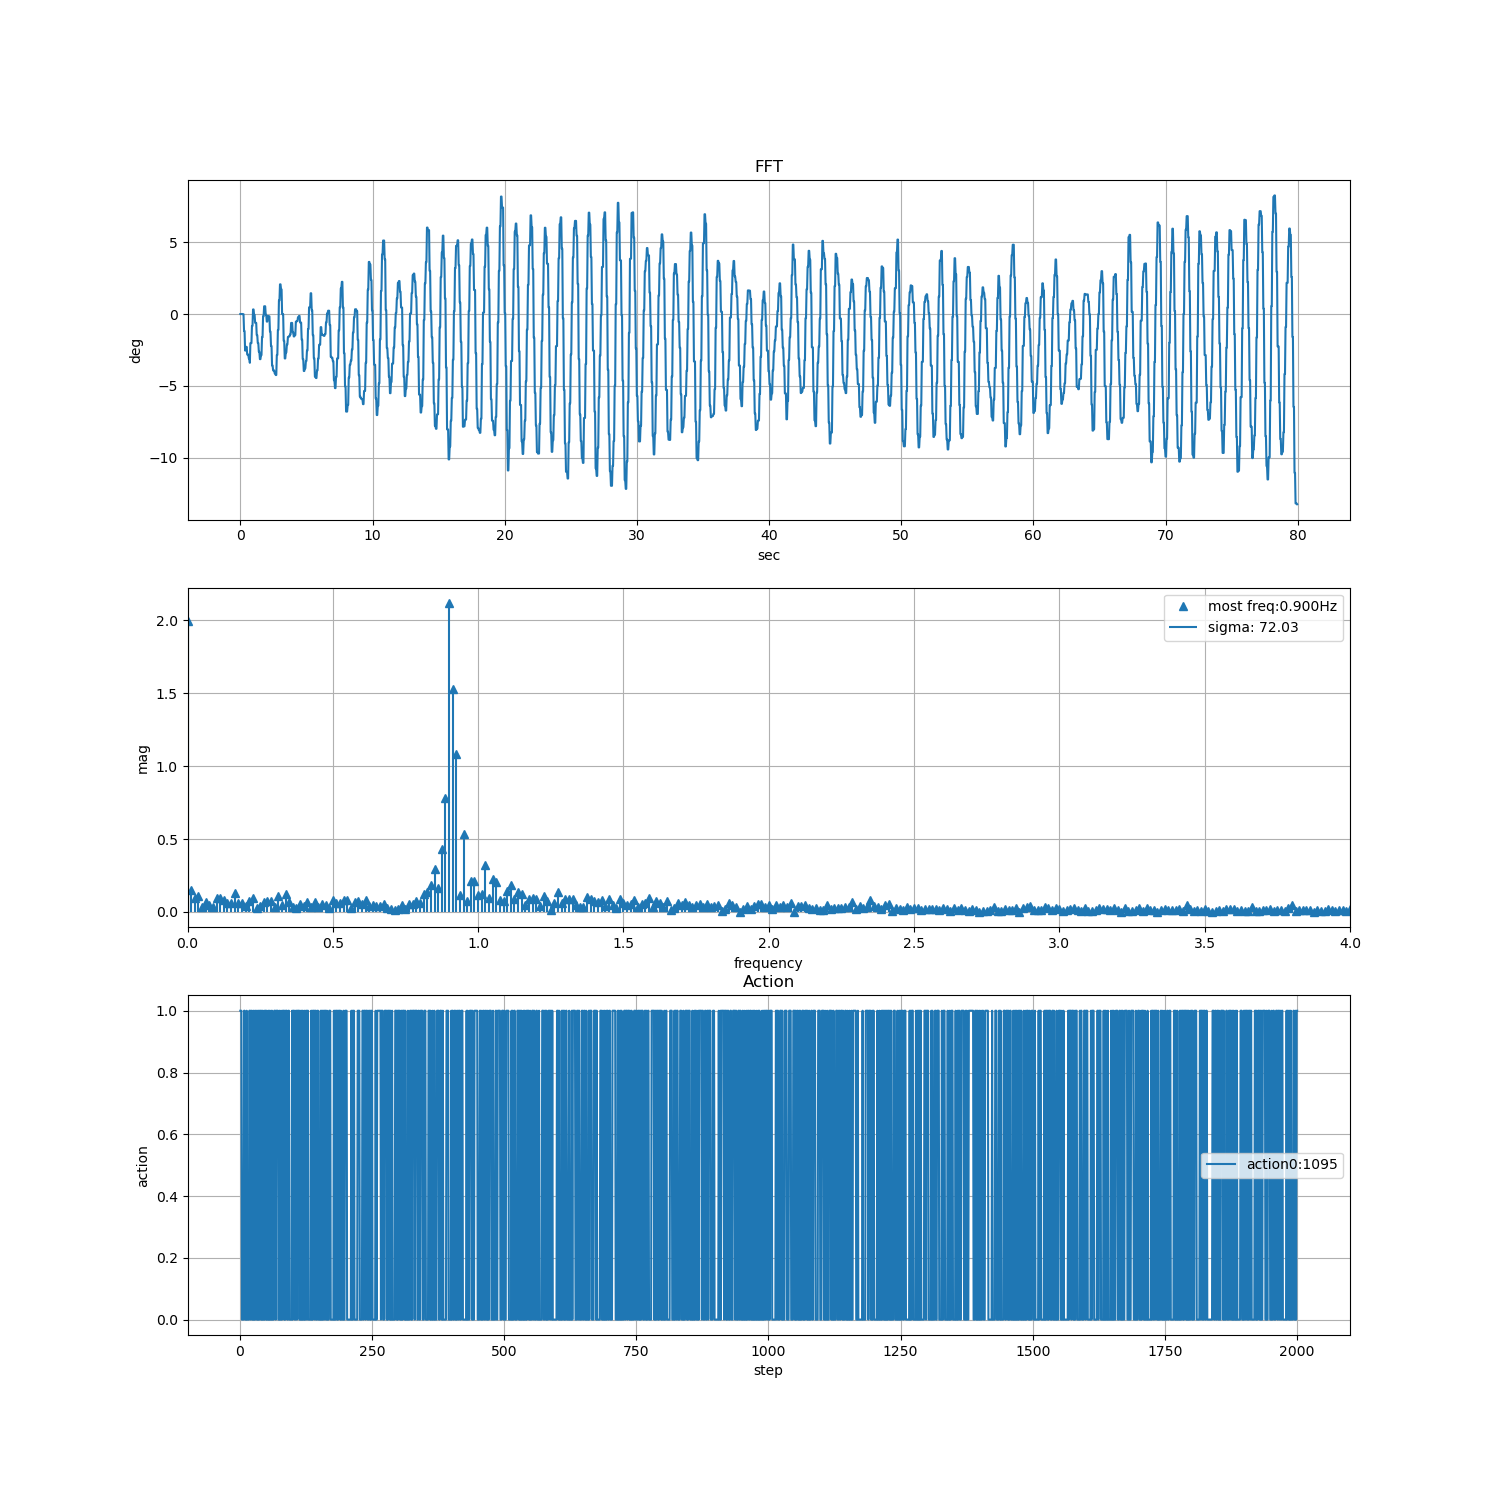 FFT
5
0
−5
−10
deg
0 10 20 30 40 50 60 70 80
sec
most freq:0.900Hz
sigma: 72.03
2.0
1.5
1.0
0.5
0.0
mag
0.0 0.5 1.0 1.5 2.0 2.5 3.0 3.5 4.0
frequency
Action
1.0
0.8
0.6
0.4
0.2
0.0
action
action0:1095
0 250 500 750 1000 1250 1500 1750 2000
step